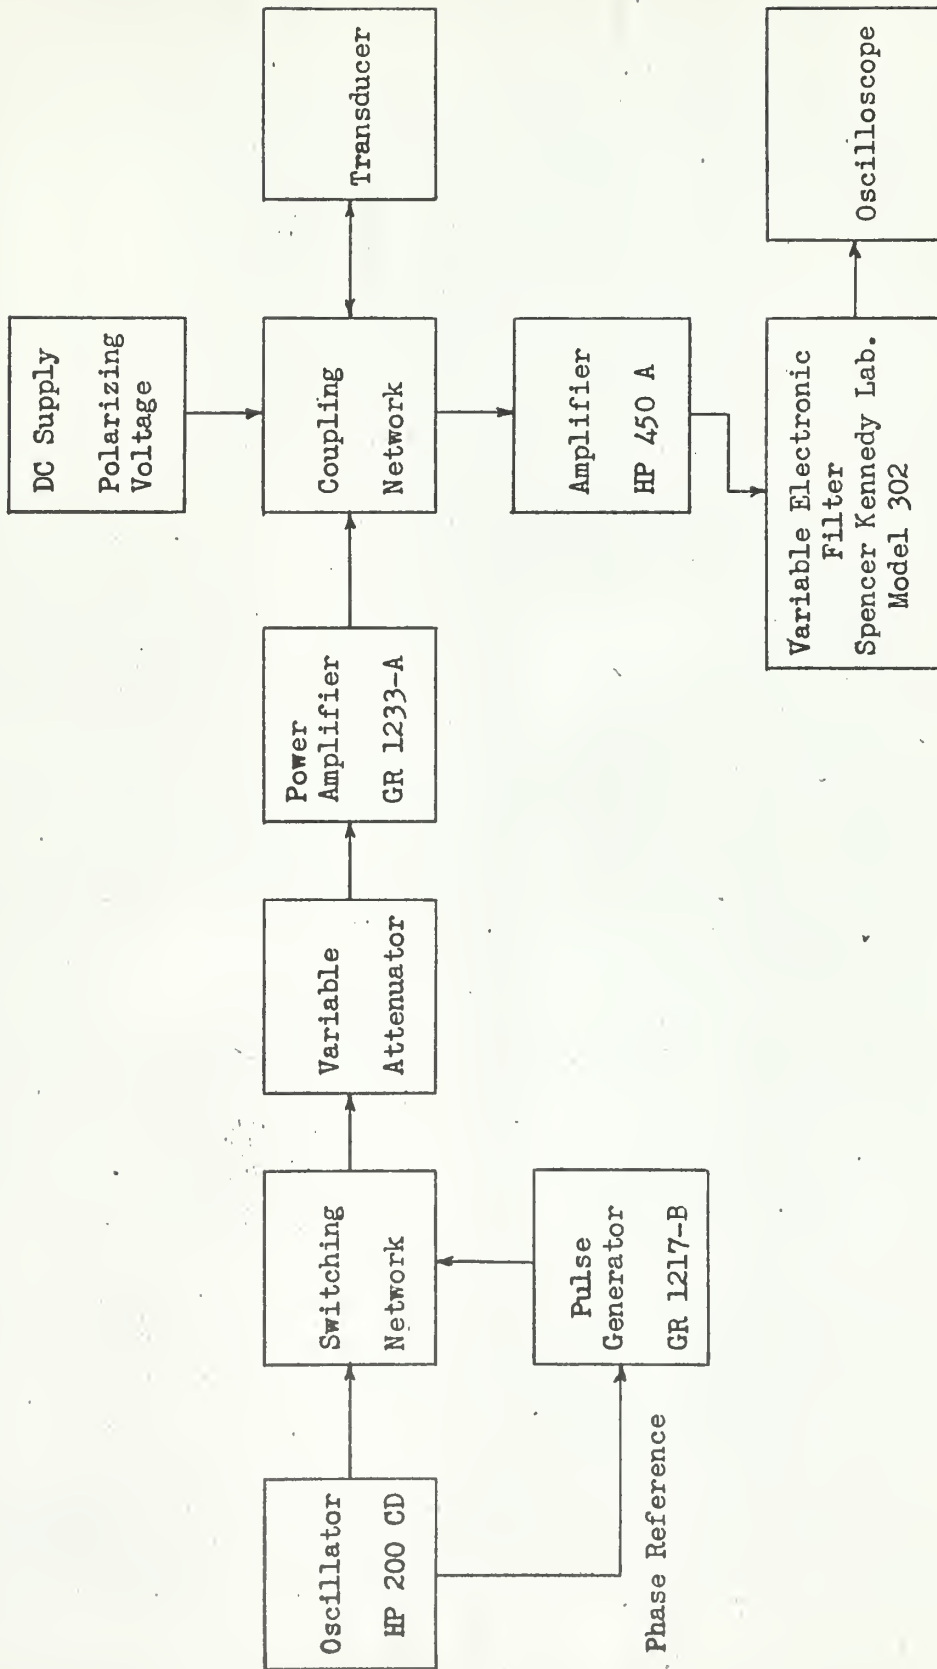 DC Supply
Polarizing
Voltage
Oscillator
HP 200 CD
Switching
Network
Variable
Attenuator
Power
Amplifier
GR 1233-A
Coupling
Network
Transducer
Phase Reference
Pulse
Generator
GR 1217-B
Amplifier
HP 450 A
Variable Electronic
Filter
Spencer Kennedy Lab.
Model 302
Oscilloscope